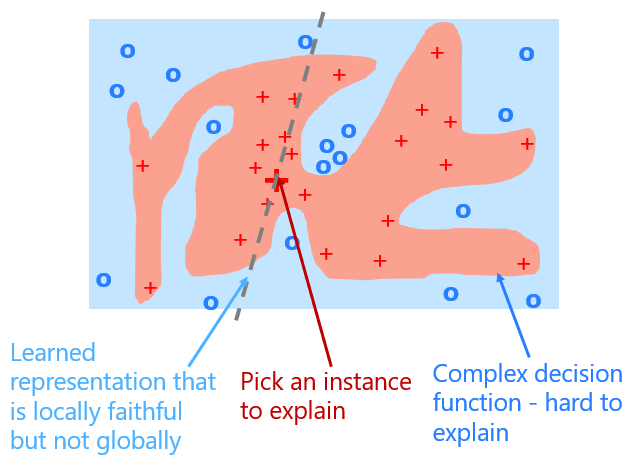 Learned
representation that
is locally faithful
but not globally
Pick an instance
to explain
Complex decision
function - hard to
explain